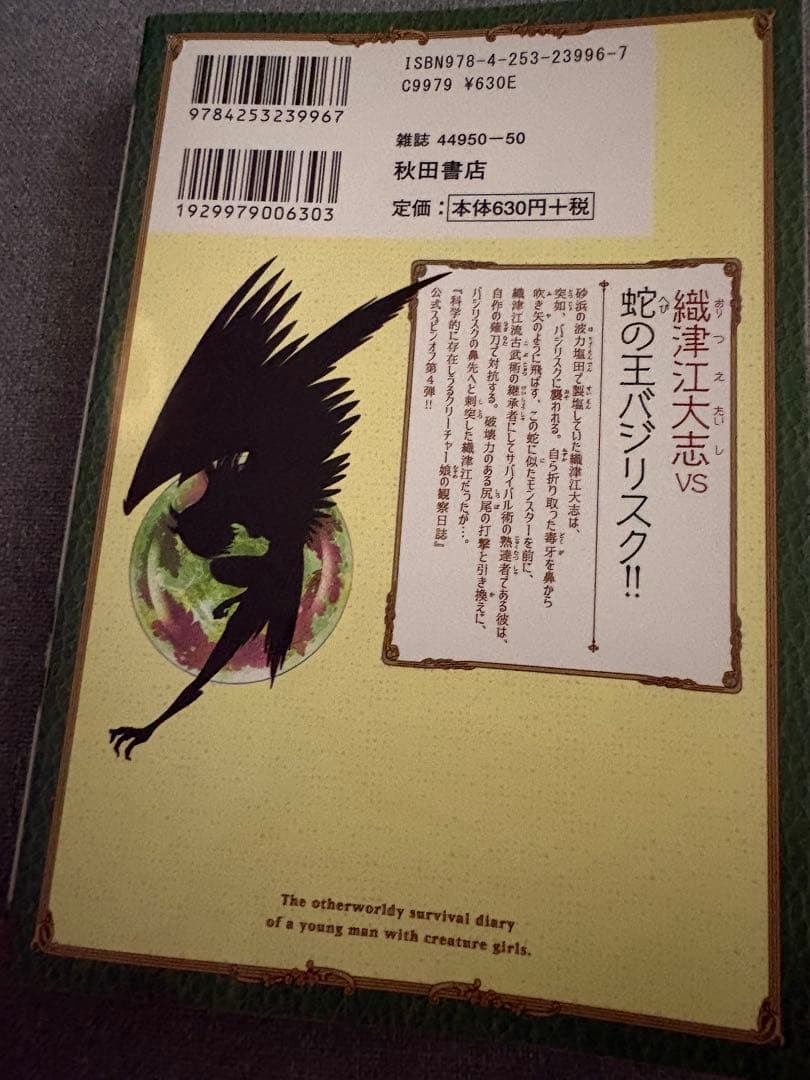 ISBN978-4-253-23996-7
C9979 ¥630E
9784253239967
雑誌 44950-50
秋田書店
1929979006303
定価:本体630円+税
織津江大志vs
おりつえたいし
蛇の王バジリスク!!
へび
砂浜の波力塩田で製塩していた織津江大志は、
突如、バジリスクに襲われる。自ら折り取った毒牙を鼻から
吹き矢のように飛ばす、この蛇に似たモンスターを前に、
織津江流古武術の継承者にしてサバイバル術の熟達者である彼は、
自作の薙刀で対抗する。破壊力のある尻尾の打撃と引き換えに、
バジリスクの鼻先へと刺突した織津江だったが…。
『科学的に存在しうるクリーチャー娘の観察日誌』
公式スピンオフ第4弾!!
The otherworldy survival diary
of a young man with creature girls.